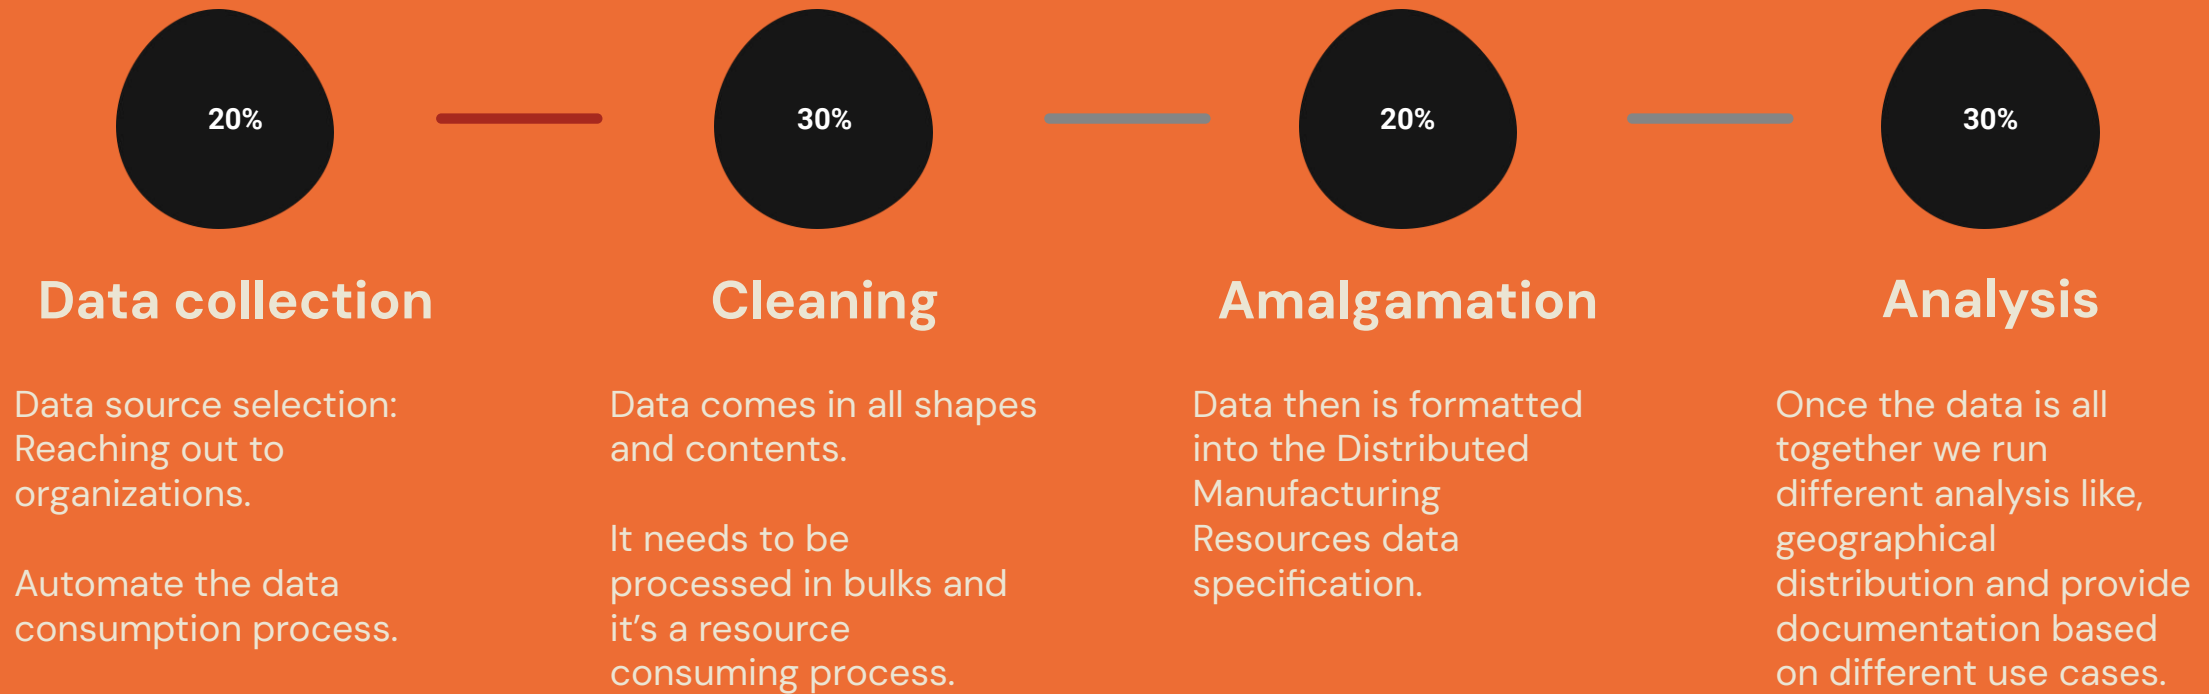 20%
30%
20%
30%
Data collection
Cleaning
Amalgamation
Analysis
Data source selection:
Reaching out to
organizations.
Automate the data
consumption process.
Data comes in all shapes
and contents.
It needs to be
processed in bulks and
it’s a resource
consuming process.
Data then is formatted
into the Distributed
Manufacturing
Resources data
specification.
Once the data is all
together we run
different analysis like,
geographical
distribution and provide
documentation based
on different use cases.